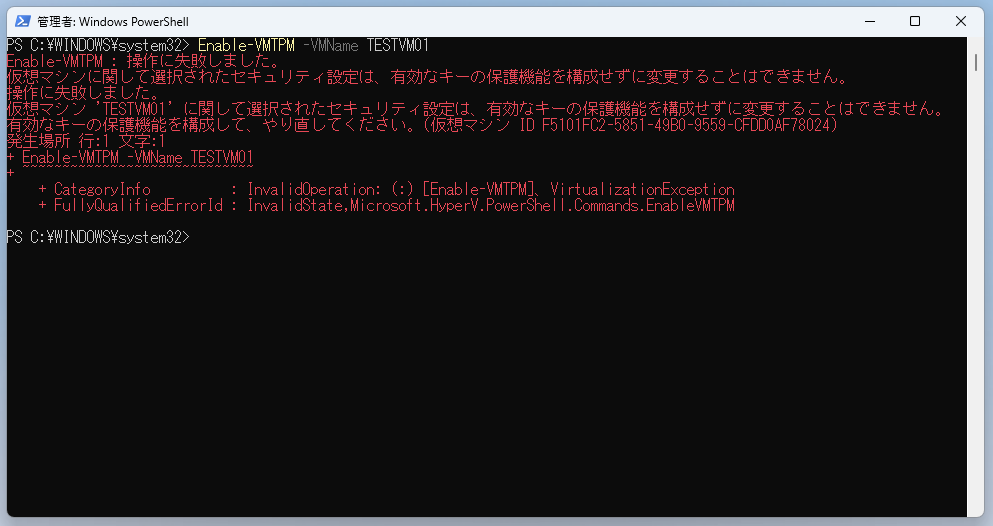 管理者: Windows PowerShell
PS C:¥WINDOWS¥system32> Enable-VMTPM -VMName TESTVM01
Enable-VMTPM : 操作に失敗しました。
仮想マシンに関して選択されたセキュリティ設定は、有効なキーの保護機能を構成せずに変更することはできません。
操作に失敗しました。
仮想マシン 'TESTVM01' に関して選択されたセキュリティ設定は、有効なキーの保護機能を構成せずに変更することはできません。
有効なキーの保護機能を構成して、やり直してください。(仮想マシン ID F5101FC2-5851-49B0-9559-CFDD0AF78024)
発生場所 行:1 文字:1
+ Enable-VMTPM -VMName TESTVM01
+ ~~~~~~~~~~~~~~~~~~~~~~~~~~~~~
    + CategoryInfo          : InvalidOperation: (:) [Enable-VMTPM]、VirtualizationException
    + FullyQualifiedErrorId : InvalidState,Microsoft.HyperV.PowerShell.Commands.EnableVMTPM
PS C:¥WINDOWS¥system32>